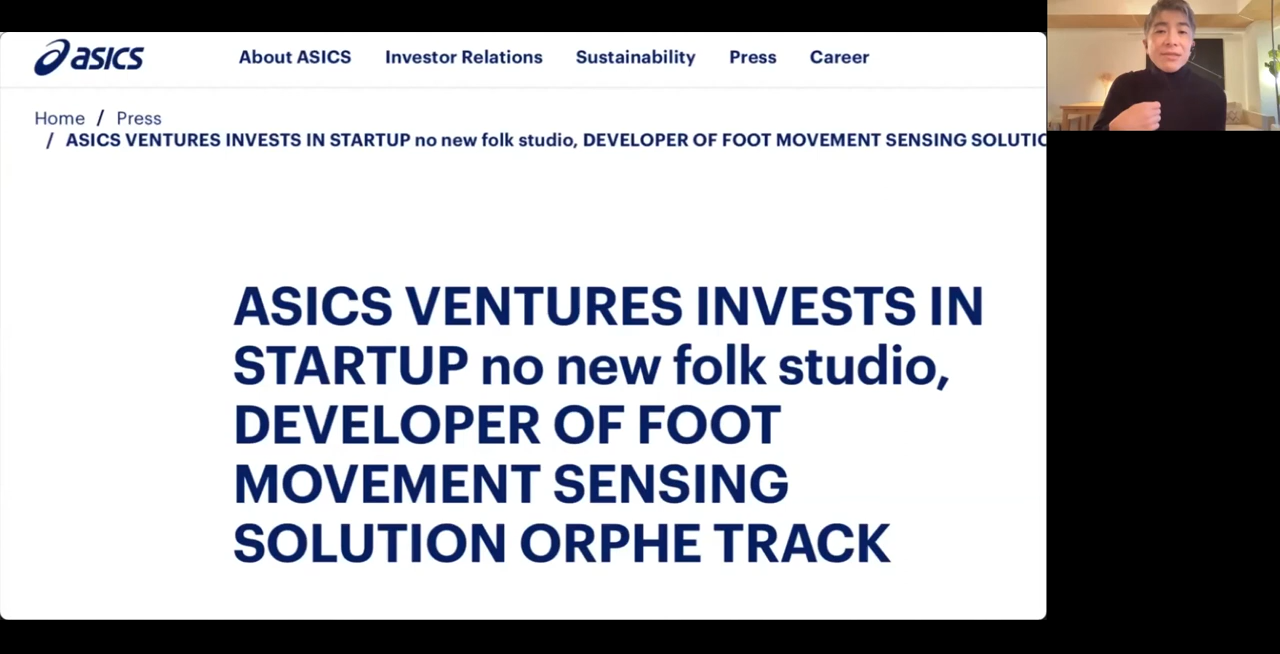 asics
About ASICS Investor Relations Sustainability Press Career
Home / Press
/ ASICS VENTURES INVESTS IN STARTUP no new folk studio, DEVELOPER OF FOOT MOVEMENT SENSING
ASICS VENTURES INVESTS IN
STARTUP no new folk studio,
DEVELOPER OF FOOT
MOVEMENT SENSING
SOLUTION ORPHE TRACK